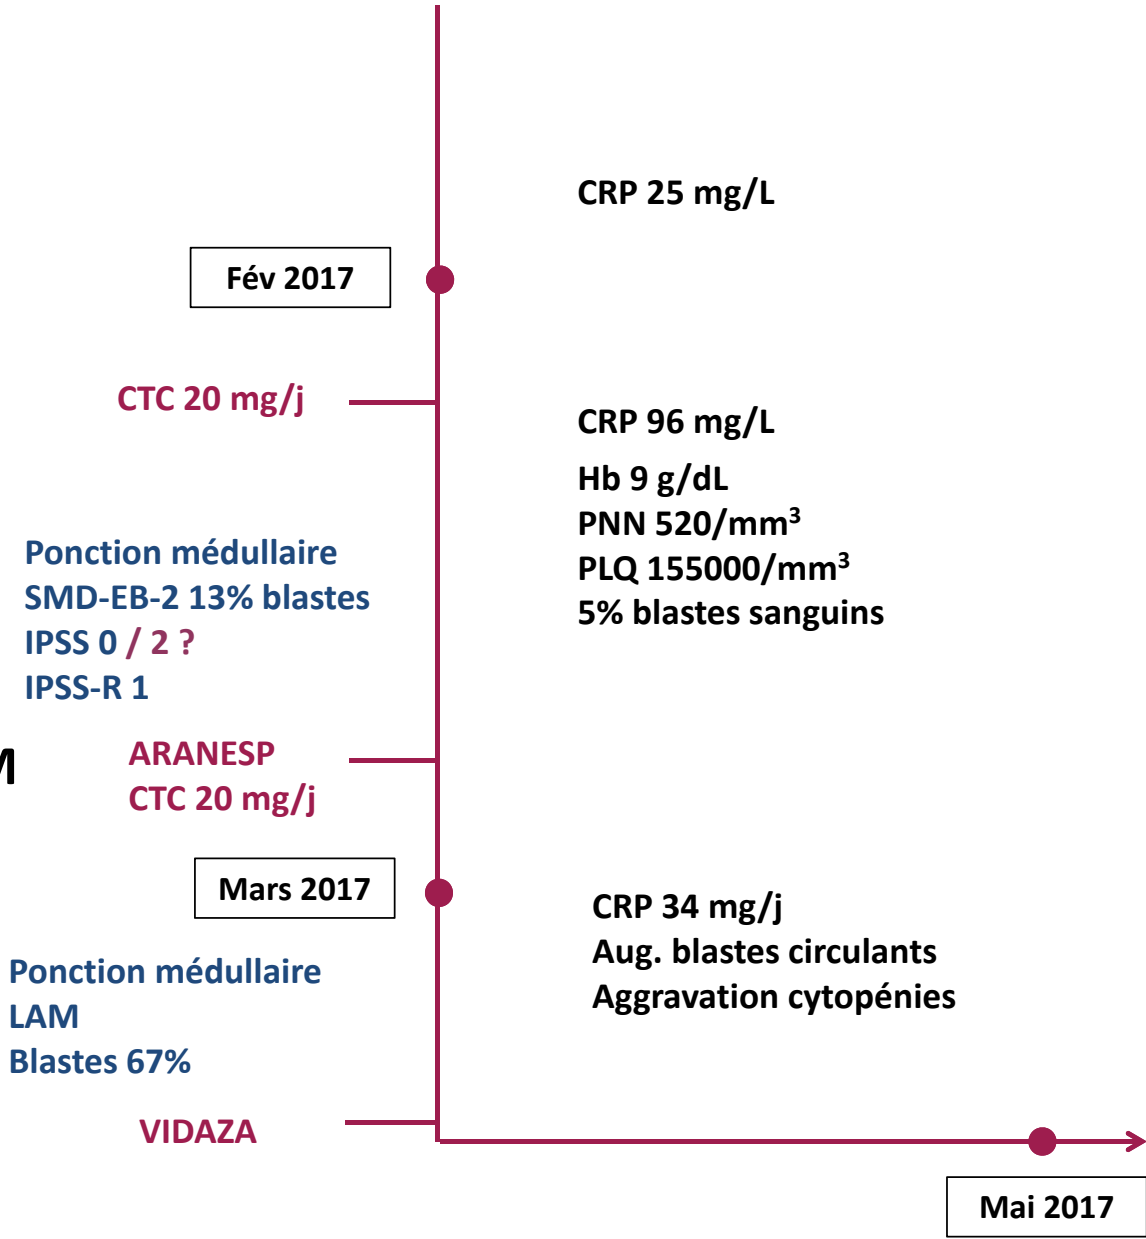 CRP 25 mg/L
Fév 2017
CTC 20 mg/j
CRP 96 mg/L
Hb 9 g/dL
PNN 520/mm³
PLQ 155000/mm³
5% blastes sanguins
Ponction médullaire
SMD-EB-2 13% blastes
IPSS 0 / 2 ?
IPSS-R 1
M
ARANESP
CTC 20 mg/j
Mars 2017
CRP 34 mg/j
Aug. blastes circulants
Aggravation cytopénies
Ponction médullaire
LAM
Blastes 67%
VIDAZA
Mai 2017